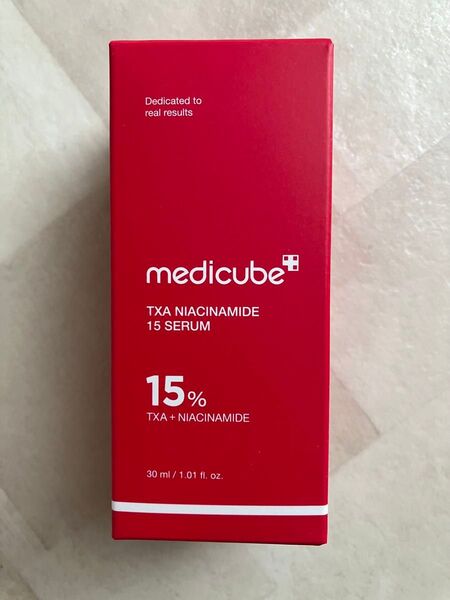 Dedicated to
real results
medicube
TXA NIACINAMIDE
15 SERUM
15%
TXA + NIACINAMIDE
30 ml / 1.01 fl. oz.